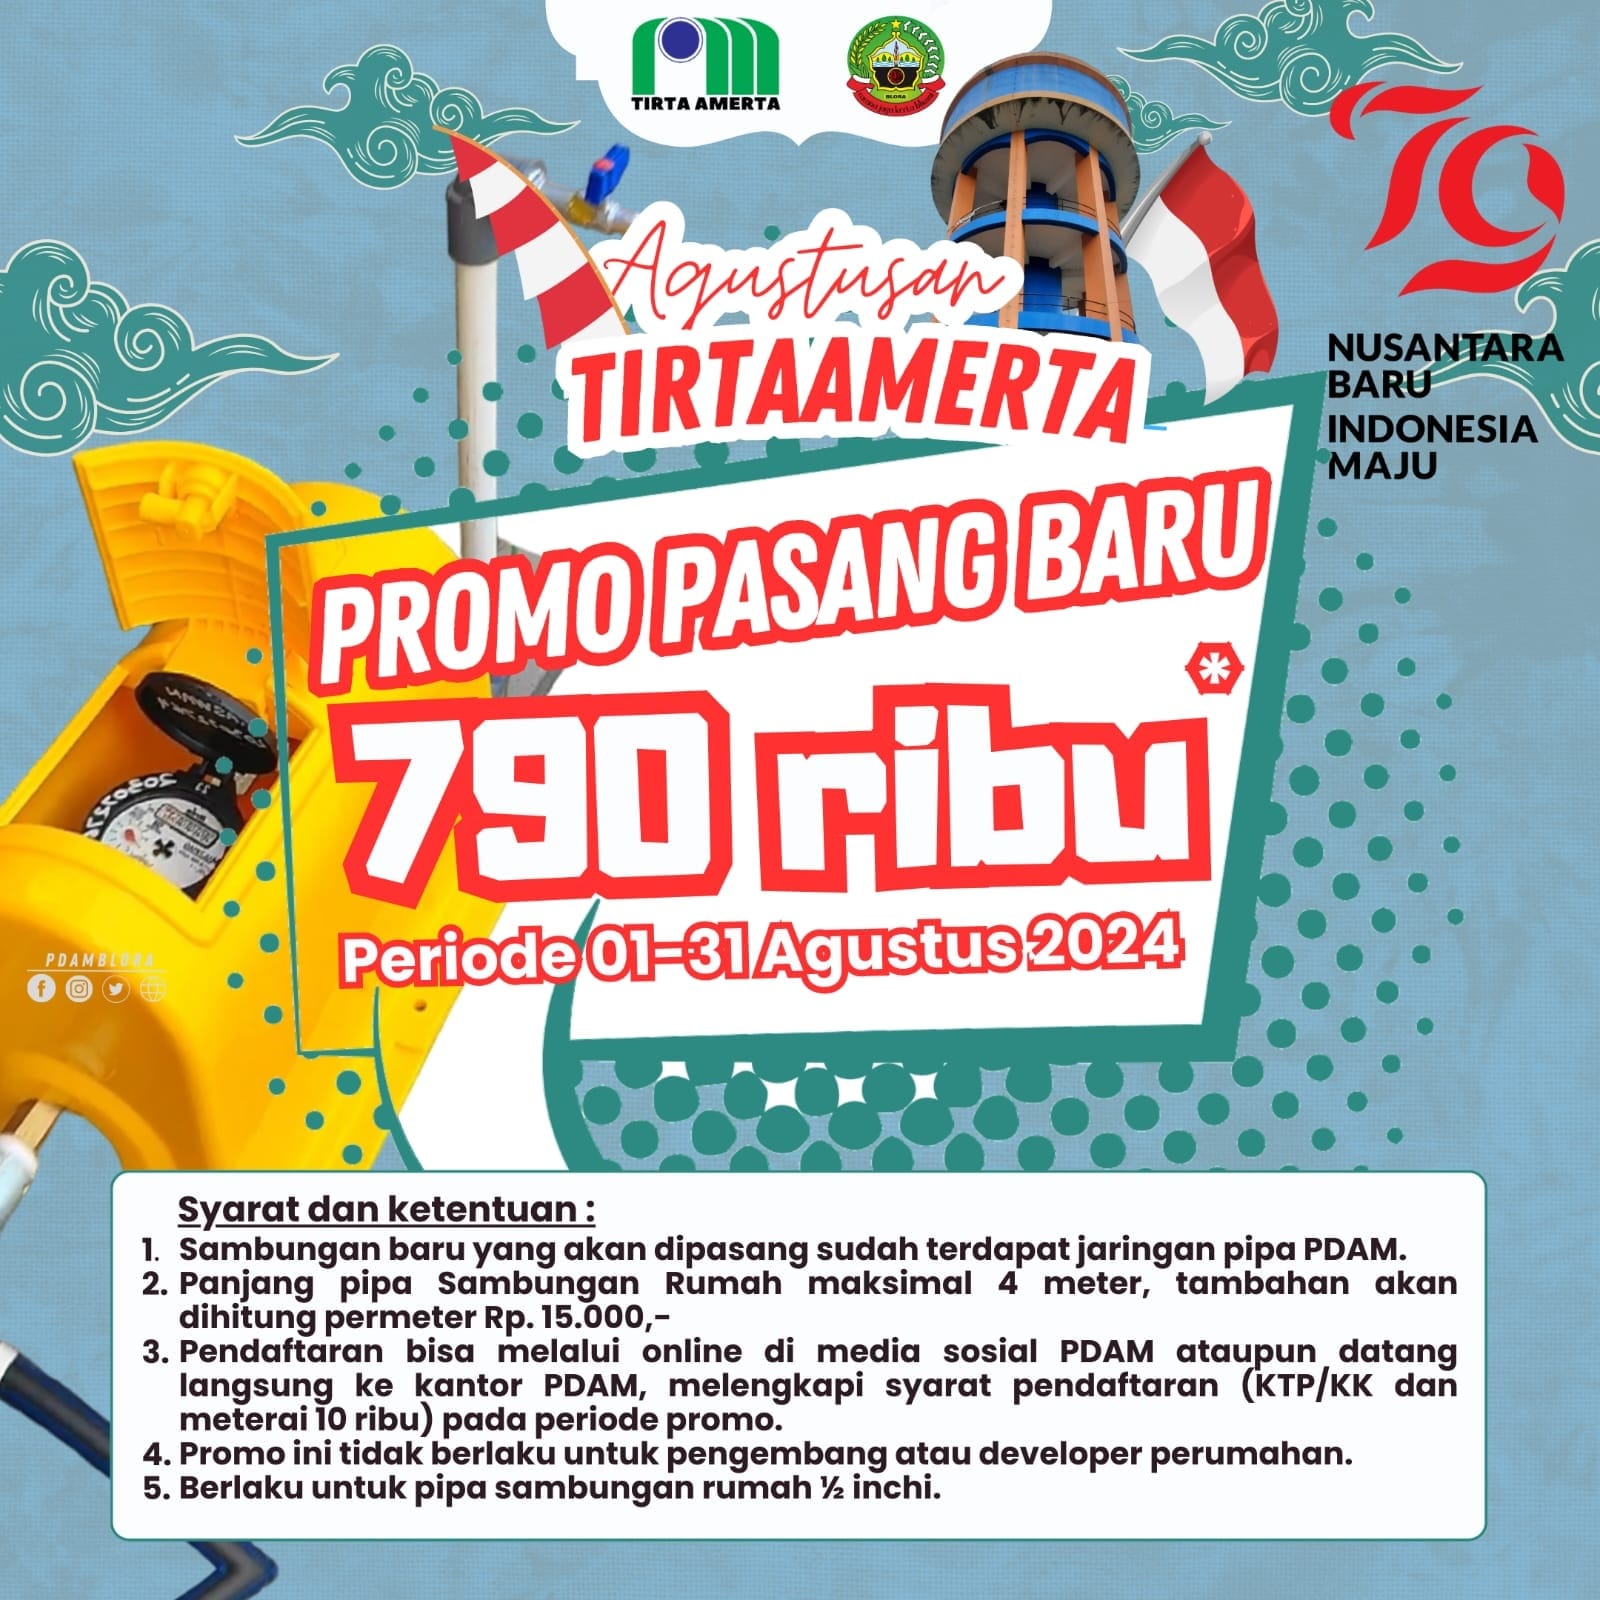 TIRTA AMERTA
BLORA
79
NUSANTARA
BARU
INDONESIA
MAJU
Agustusan
TIRTAAMERTA
PROMO PASANG BARU
790 ribu*
Periode 01-31 Agustus 2024
PDAMBLORA
Syarat dan ketentuan :
1. Sambungan baru yang akan dipasang sudah terdapat jaringan pipa PDAM.
2. Panjang pipa Sambungan Rumah maksimal 4 meter, tambahan akan
dihitung permeter Rp. 15.000,-
3. Pendaftaran bisa melalui online di media sosial PDAM ataupun datang
langsung ke kantor PDAM, melengkapi syarat pendaftaran (KTP/KK dan
meterai 10 ribu) pada periode promo.
4. Promo ini tidak berlaku untuk pengembang atau developer perumahan.
5. Berlaku untuk pipa sambungan rumah ½ inchi.